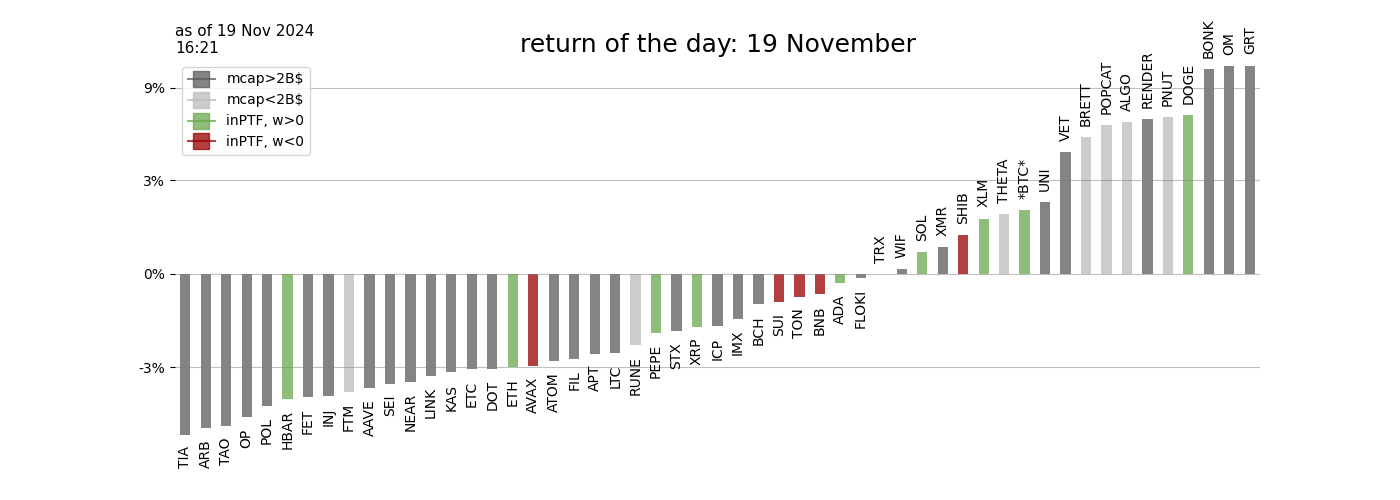 as of 19 Nov 2024
16:21
return of the day: 19 November
mcap>2B$
mcap<2B$
inPTF, w>0
inPTF, w<0
9%
3%
0%
-3%
TIA
ARB
TAO
OP
POL
HBAR
FET
INJ
FTM
AAVE
SEI
NEAR
LINK
KAS
ETC
DOT
ETH
AVAX
ATOM
FIL
APT
LTC
RUNE
PEPE
STX
XRP
ICP
IMX
BCH
SUI
TON
BNB
ADA
FLOKI
TRX
WIF
SOL
XMR
SHIB
XLM
THETA
*BTC*
UNI
VET
BRETT
POPCAT
ALGO
RENDER
PNUT
DOGE
BONK
OM
GRT